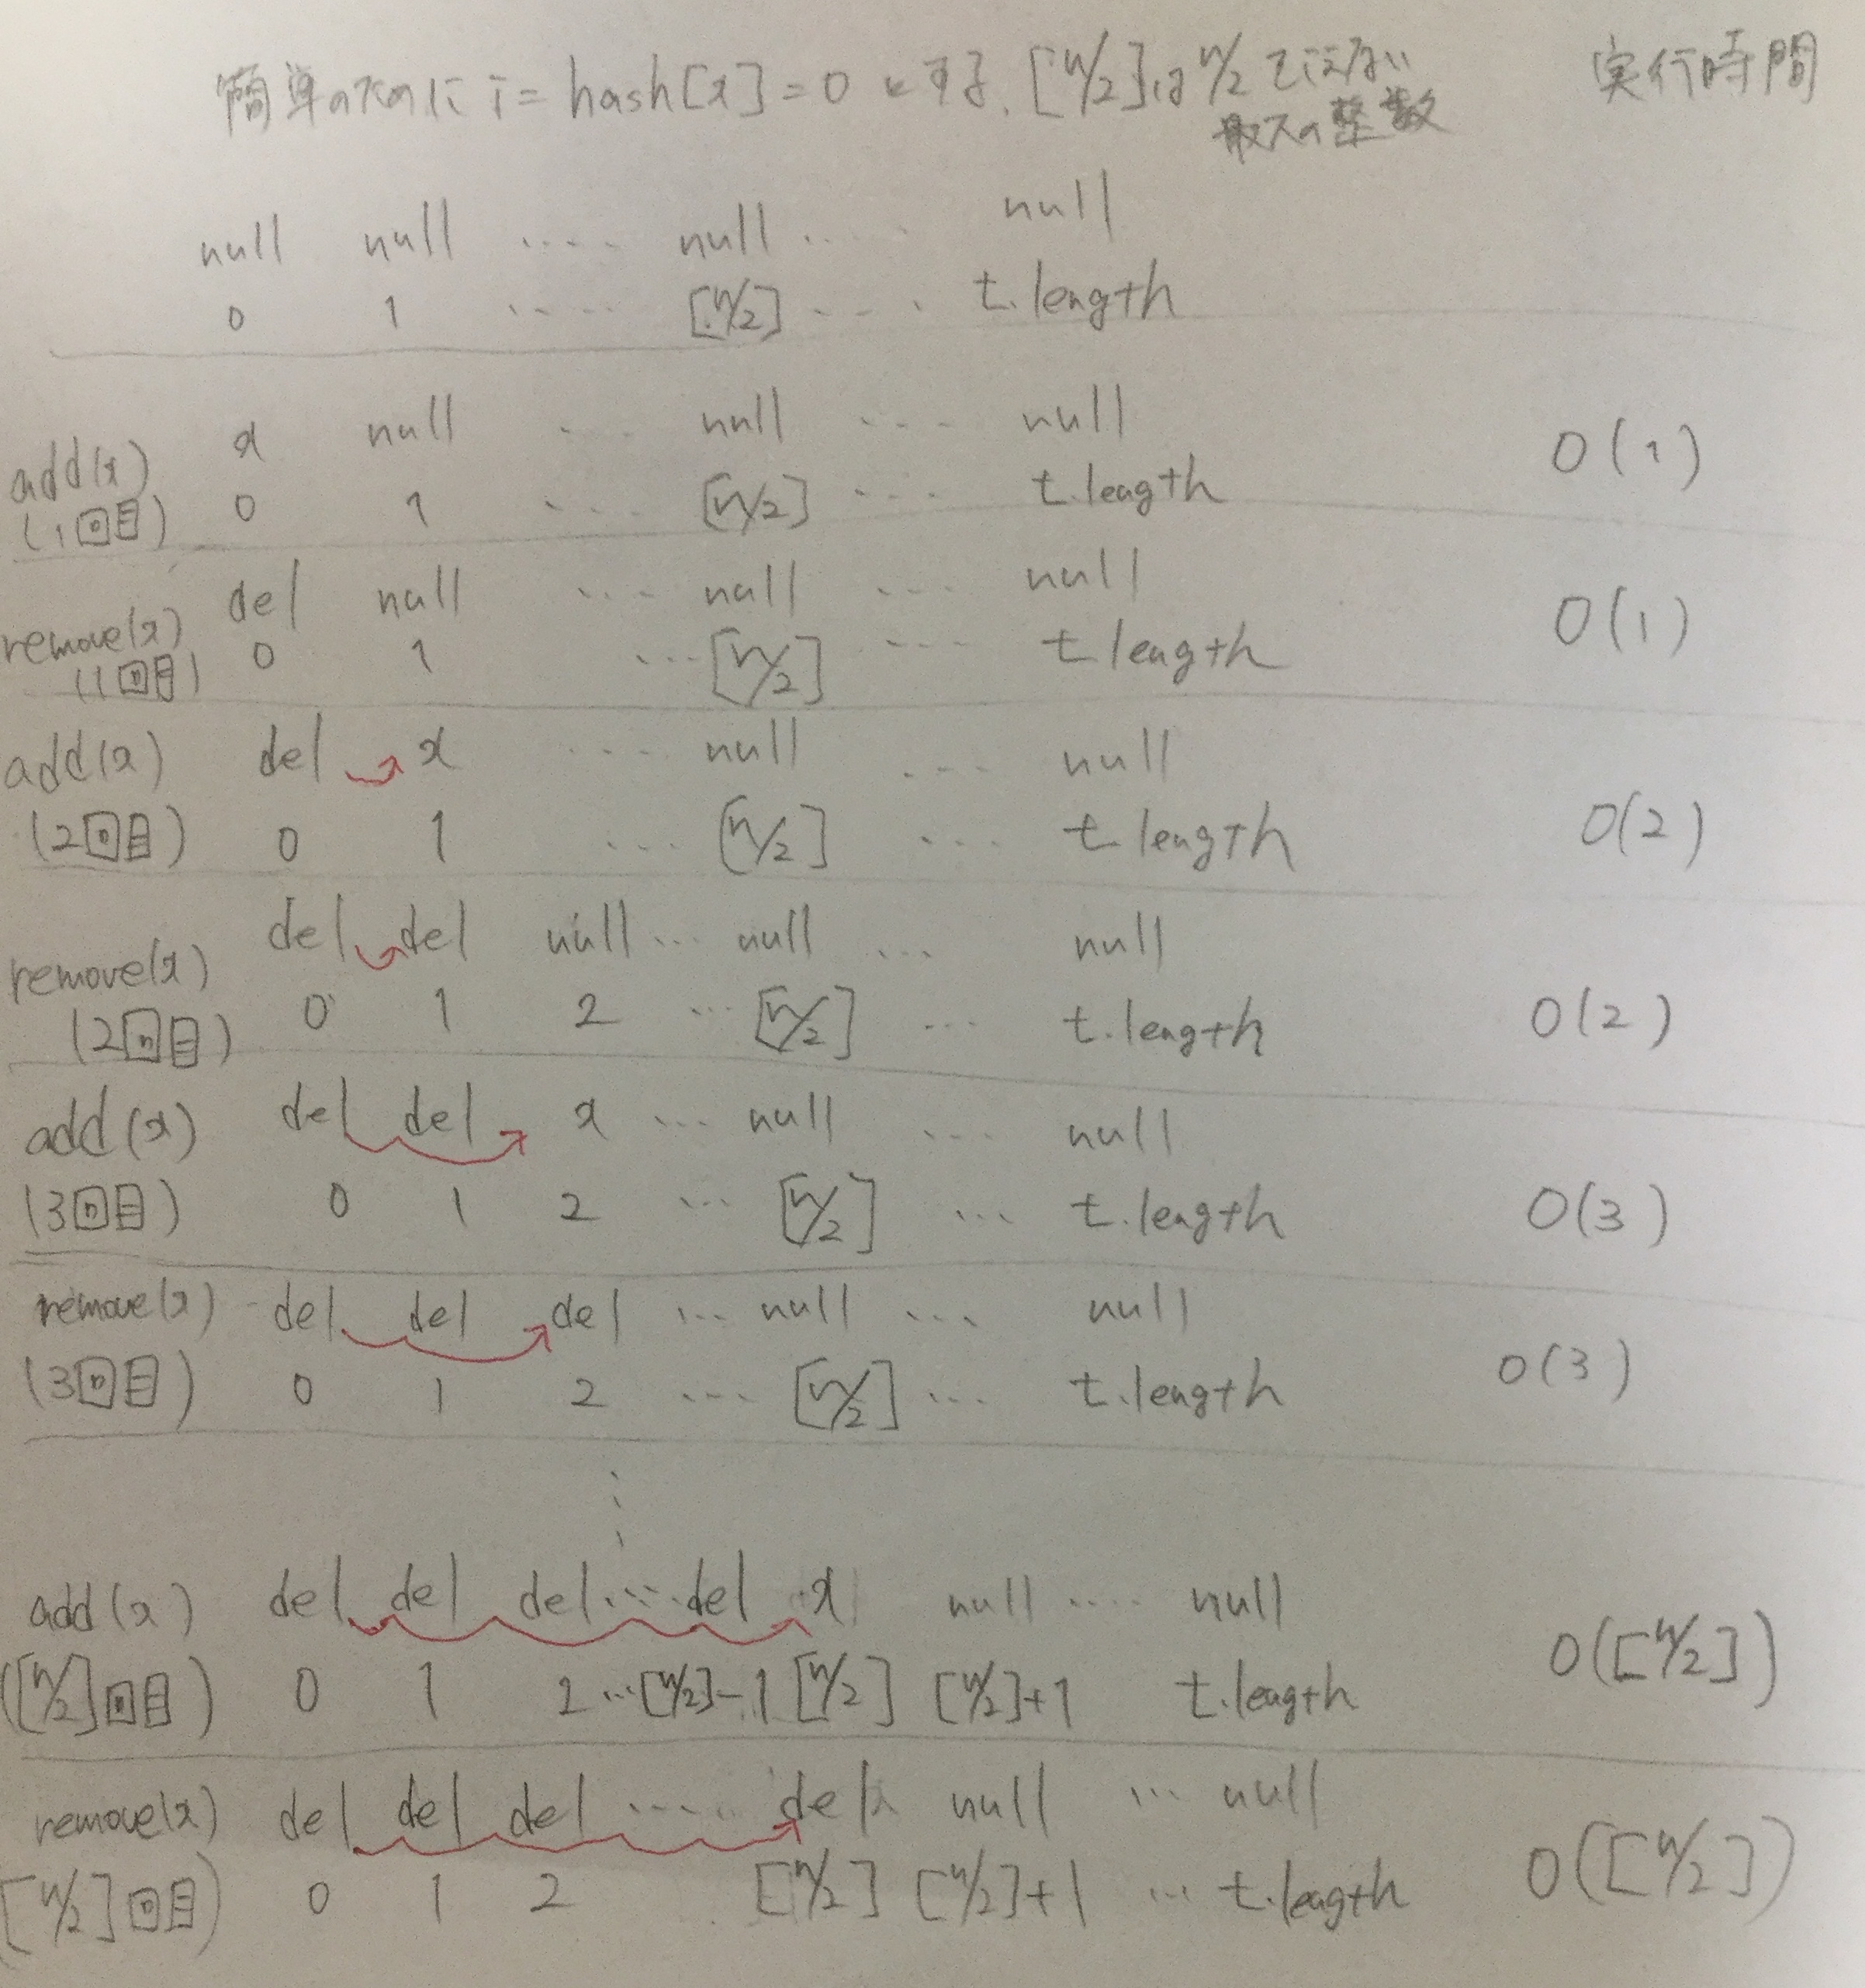 簡単のために i = hash[x] = 0 とする. [n/2]は n/2 でこえない 最大の整数 実行時間
null null .... null .... null
0 1 .... [n/2] .... t.length
add(x) x null ... null ... null O(1)
(1回目) 0 1 ... [n/2] ... t.length
remove(x) del null ... null ... null O(1)
(1回目) 0 1 ... [n/2] ... t length
add(x) del x ... null ... null
(2回目) 0 1 ... [n/2] ... t length O(2)
remove(x) del del null ... null ... null
(2回目) 0 1 2 ... [n/2] ... t.length O(2)
add(x) del del x ... null ... null
(3回目) 0 1 2 ... [n/2] ... t.length O(3)
remove(x) del del del ... null ... null
(3回目) 0 1 2 ... [n/2] ... t.length O(3)
⋮
add(x) del del del ... del x null .... null
([n/2]回目) 0 1 2 ... [n/2]-1 [n/2] [n/2]+1 t.length O([n/2])
remove(x) del del del .... del null ... null
[n/2]回目) 0 1 2 [n/2] [n/2]+1 ... t.length O([n/2])